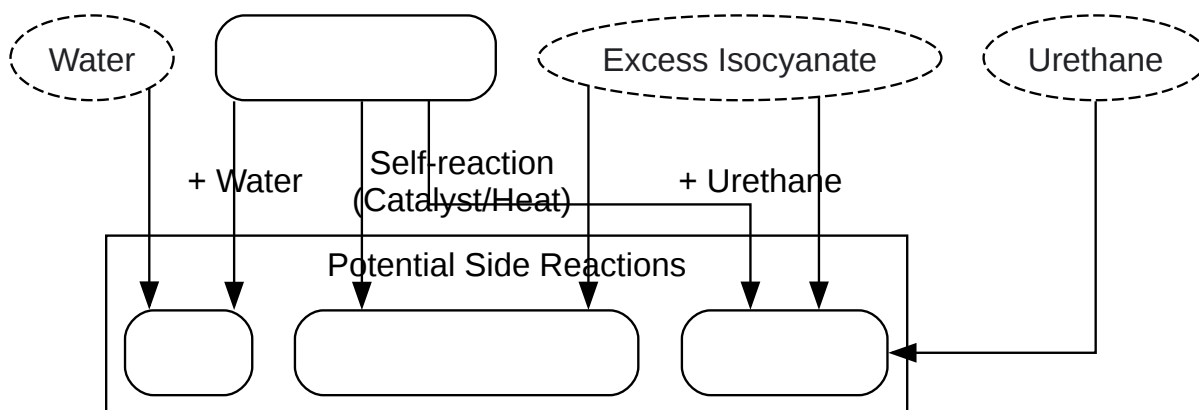 Water
Excess Isocyanate
Urethane
+ Water
Self-reaction
(Catalyst/Heat)
+ Urethane
Potential Side Reactions